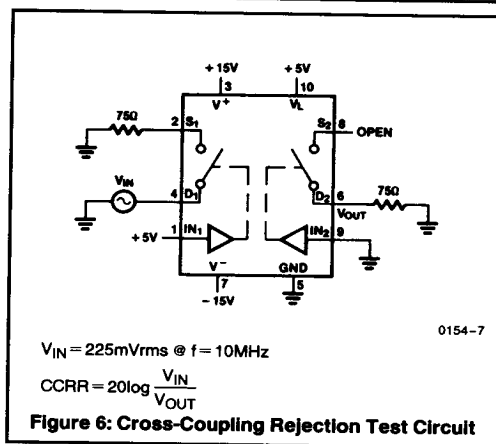 +15V +5V
3 10
V+ VL
75Ω 2 S1 S2 8 OPEN
VIN 4 D1 D2 6 75Ω
VOUT
+5V 1 IN1 IN2 9
V− GND
7 5
−15V
0154-7
VIN = 225mVrms @ f = 10MHz
CCRR = 20log VIN
VOUT
Figure 6: Cross-Coupling Rejection Test Circuit